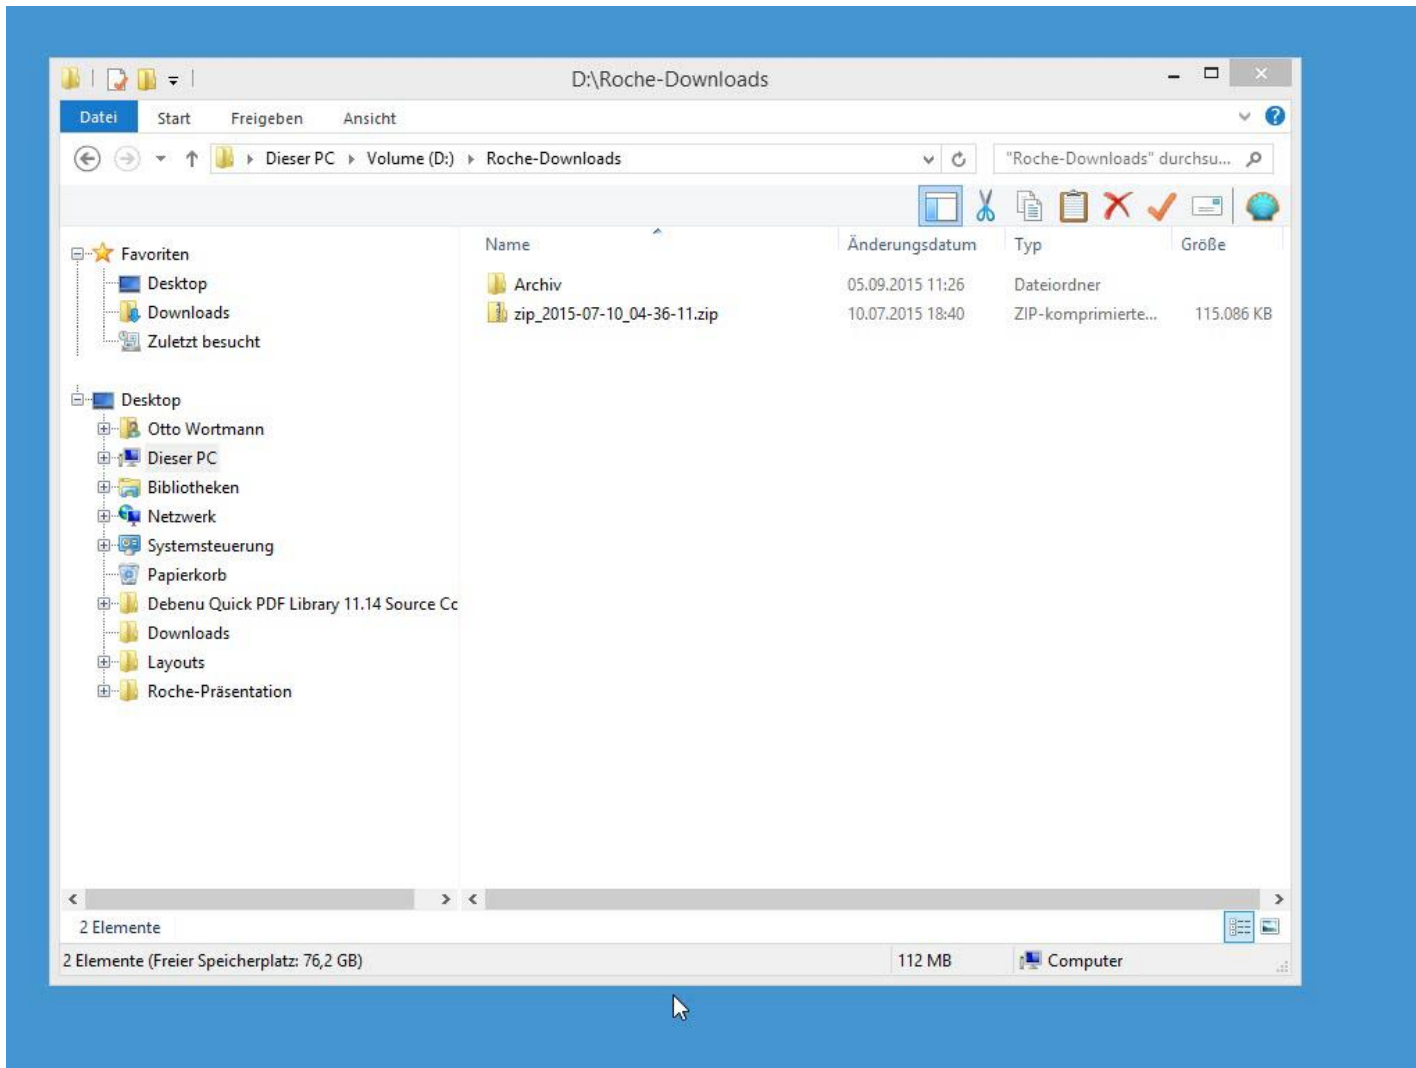 D:\Roche-Downloads
Datei Start Freigeben Ansicht
Dieser PC Volume (D:) Roche-Downloads "Roche-Downloads" durchsu...
Name Änderungsdatum Typ Größe
Archiv 05.09.2015 11:26 Dateiordner
zip_2015-07-10_04-36-11.zip 10.07.2015 18:40 ZIP-komprimierte... 115.086 KB
Favoriten
Desktop
Downloads
Zuletzt besucht
Desktop
Otto Wortmann
Dieser PC
Bibliotheken
Netzwerk
Systemsteuerung
Papierkorb
Debenu Quick PDF Library 11.14 Source Cc
Downloads
Layouts
Roche-Präsentation
2 Elemente
2 Elemente (Freier Speicherplatz: 76,2 GB) 112 MB Computer